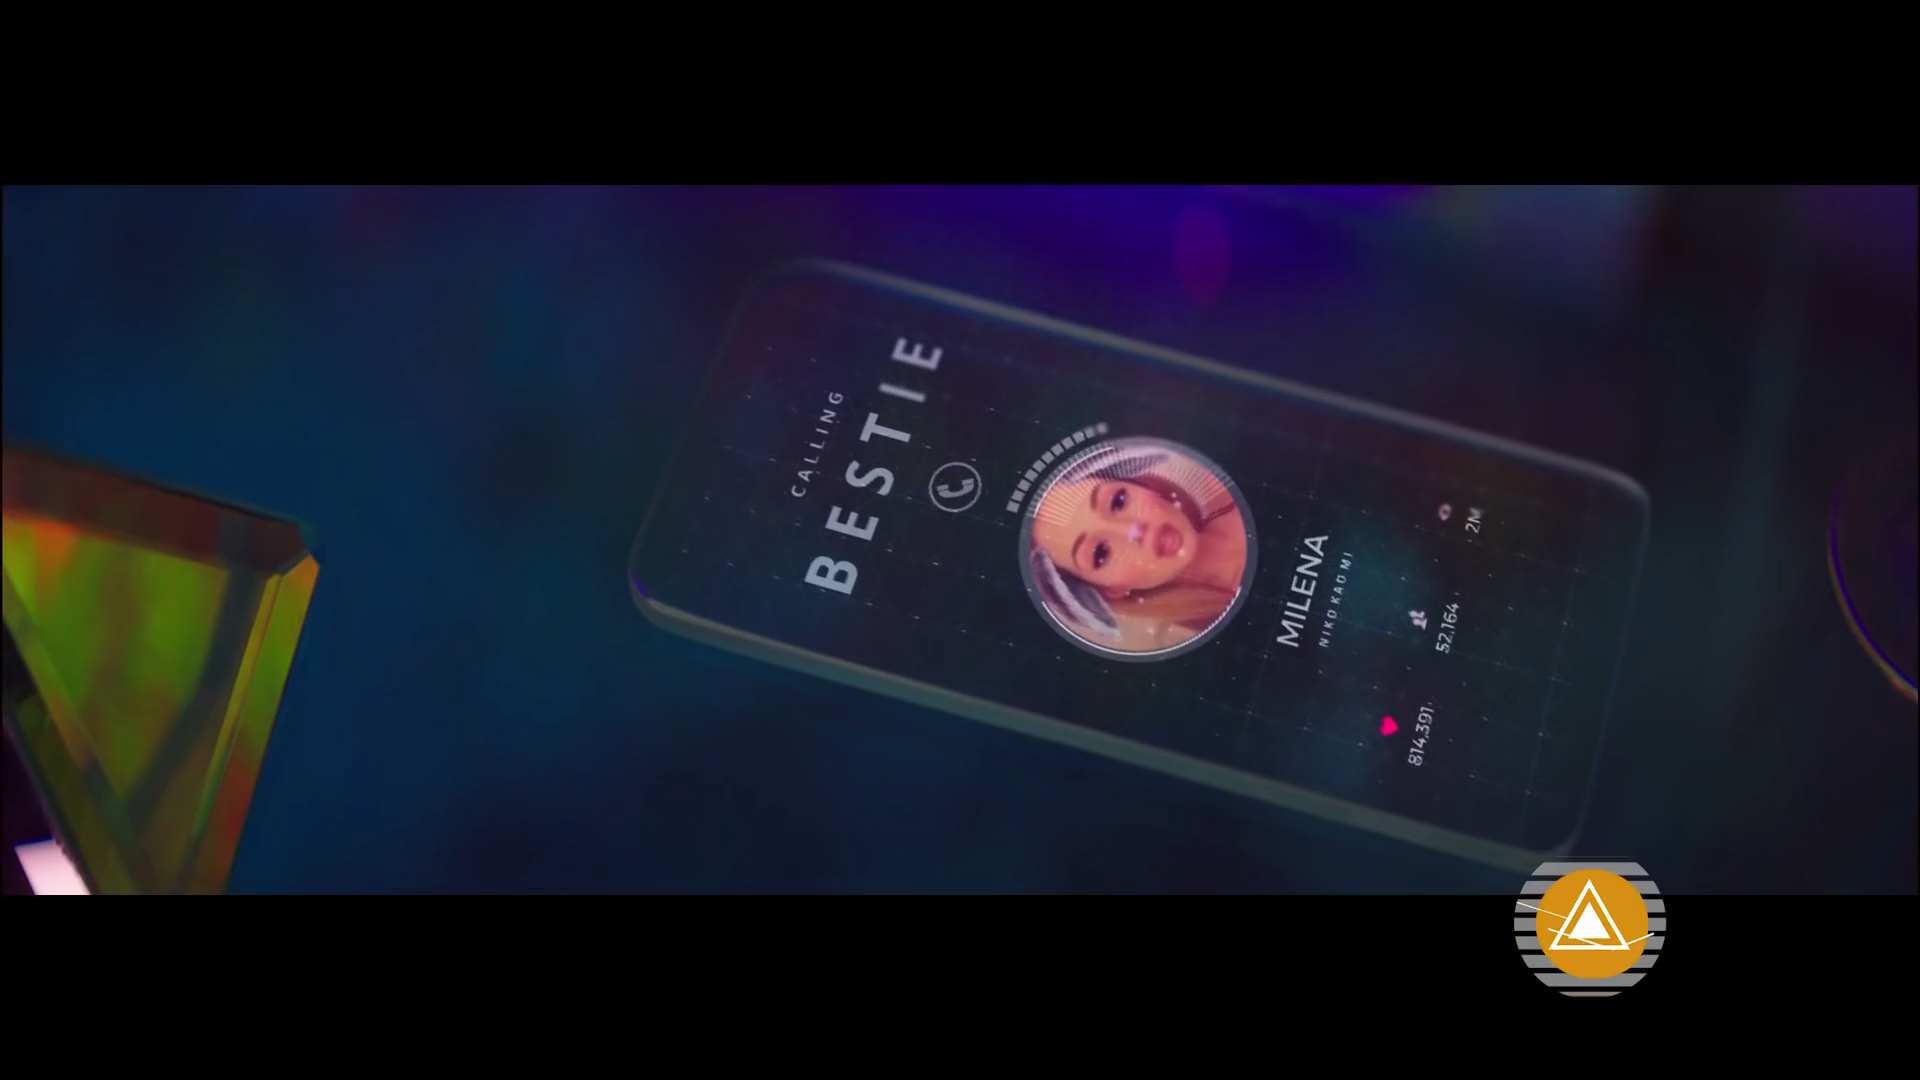 CALLING
BESTIE
MILENA
NIKO KADMI
814,391
52,164
2M